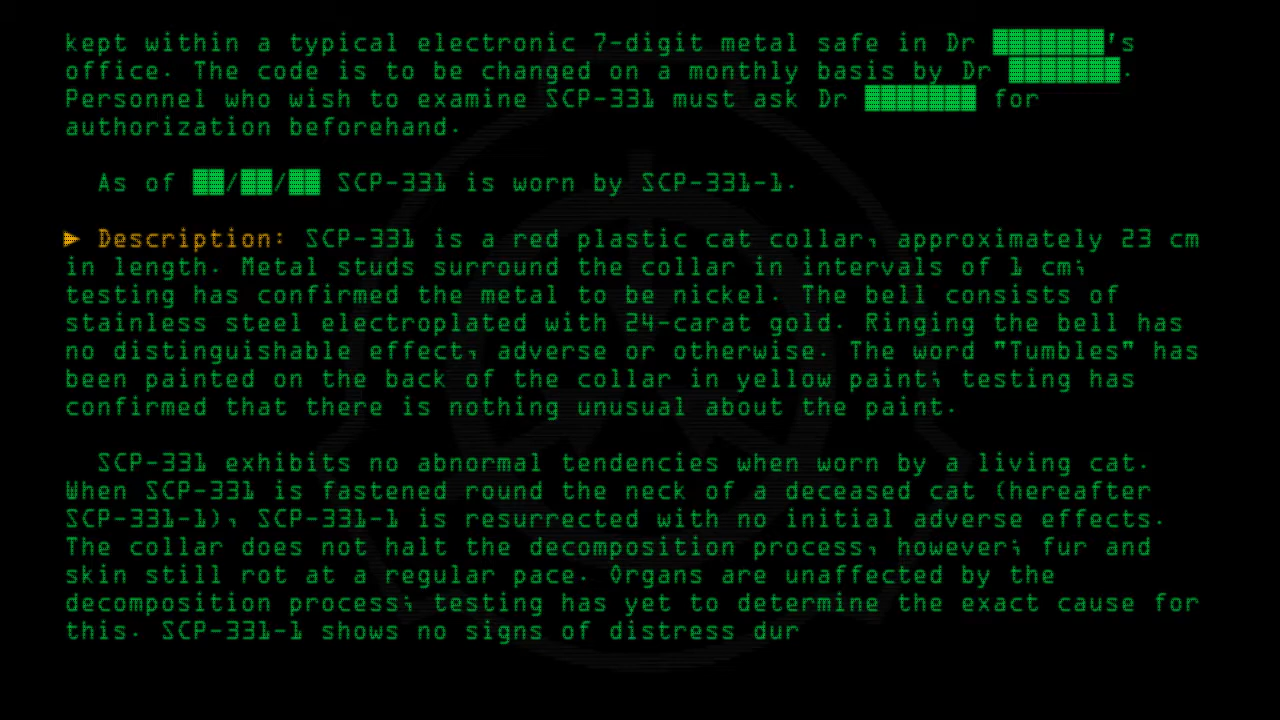 kept within a typical electronic 7-digit metal safe in Dr ███████'s
office. The code is to be changed on a monthly basis by Dr ███████.
Personnel who wish to examine SCP-331 must ask Dr ███████ for
authorization beforehand.
As of ██/██/██ SCP-331 is worn by SCP-331-1.
► Description: SCP-331 is a red plastic cat collar, approximately 23 cm
in length. Metal studs surround the collar in intervals of 1 cm;
testing has confirmed the metal to be nickel. The bell consists of
stainless steel electroplated with 24-carat gold. Ringing the bell has
no distinguishable effect, adverse or otherwise. The word "Tumbles" has
been painted on the back of the collar in yellow paint; testing has
confirmed that there is nothing unusual about the paint.
SCP-331 exhibits no abnormal tendencies when worn by a living cat.
When SCP-331 is fastened round the neck of a deceased cat (hereafter
SCP-331-1), SCP-331-1 is resurrected with no initial adverse effects.
The collar does not halt the decomposition process, however; fur and
skin still rot at a regular pace. Organs are unaffected by the
decomposition process; testing has yet to determine the exact cause for
this. SCP-331-1 shows no signs of distress dur